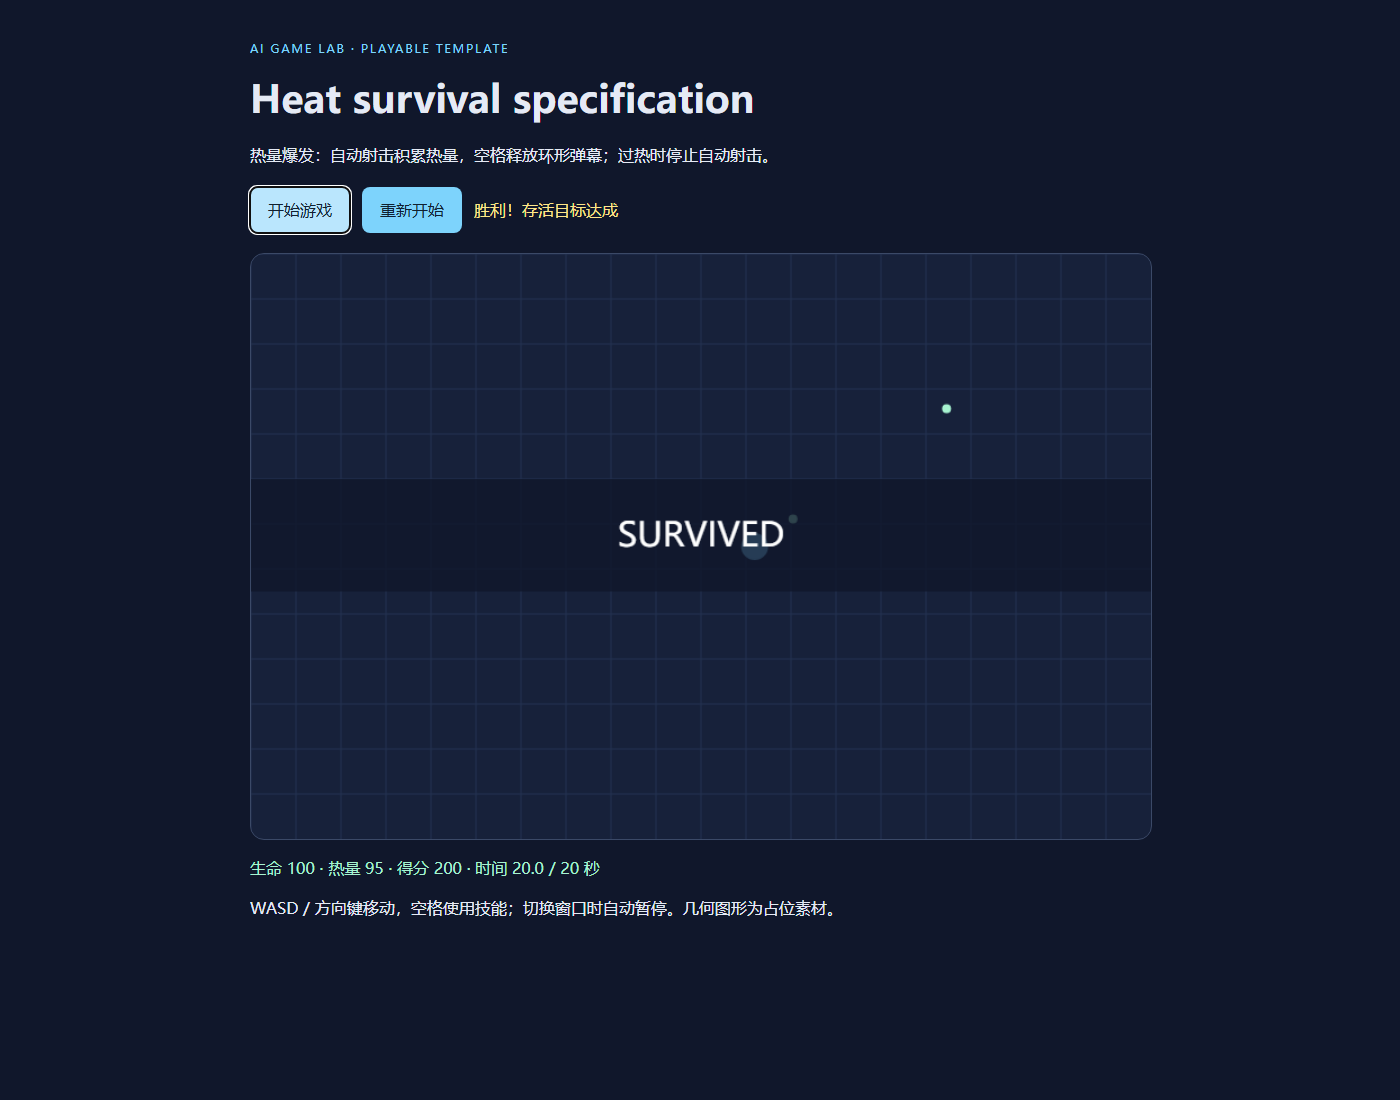 AI GAME LAB · PLAYABLE TEMPLATE
Heat survival specification
热量爆发：自动射击积累热量，空格释放环形弹幕；过热时停止自动射击。
开始游戏 重新开始 胜利！存活目标达成
SURVIVED
生命 100 · 热量 95 · 得分 200 · 时间 20.0 / 20 秒
WASD / 方向键移动，空格使用技能；切换窗口时自动暂停。几何图形为占位素材。